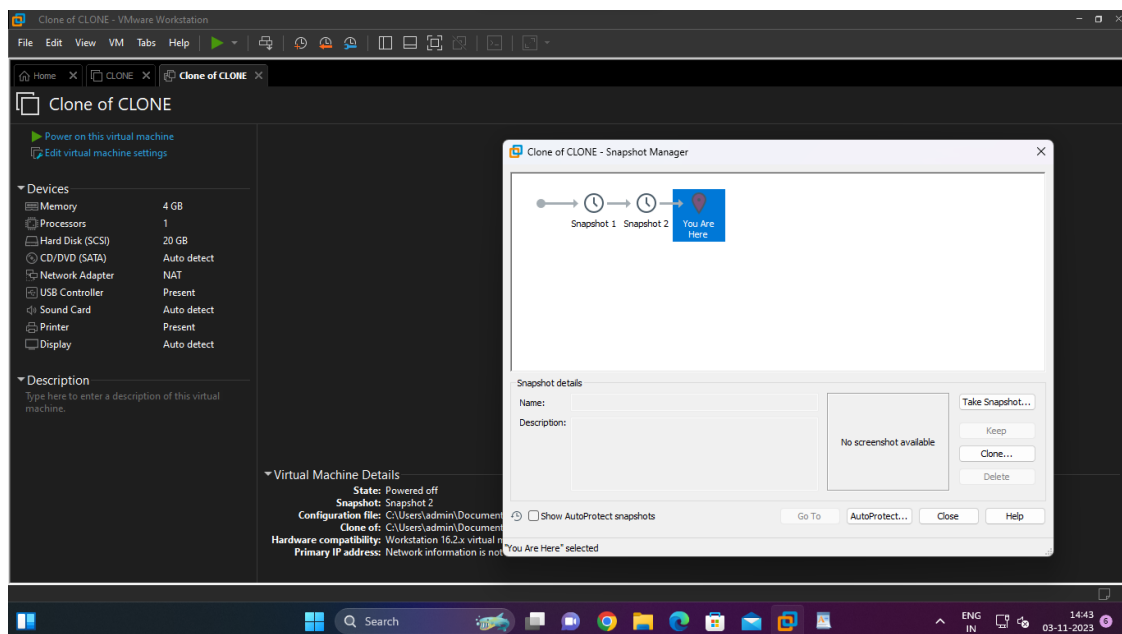 Clone of CLONE - VMware Workstation
File Edit View VM Tabs Help
Home CLONE Clone of CLONE
Clone of CLONE
Power on this virtual machine
Edit virtual machine settings
Devices
Memory 4 GB
Processors 1
Hard Disk (SCSI) 20 GB
CD/DVD (SATA) Auto detect
Network Adapter NAT
USB Controller Present
Sound Card Auto detect
Printer Present
Display Auto detect
Description
Type here to enter a description of this virtual
machine.
Virtual Machine Details
State: Powered off
Snapshot: Snapshot 2
Configuration file: C:\Users\admin\Document
Clone of: C:\Users\admin\Document
Hardware compatibility: Workstation 16.2.x virtual n
Primary IP address: Network information is not
Clone of CLONE - Snapshot Manager
Snapshot 1 Snapshot 2 You Are
Here
Snapshot details
Name:
Description:
No screenshot available
Take Snapshot...
Keep
Clone...
Delete
Show AutoProtect snapshots
Go To AutoProtect... Close Help
"You Are Here" selected
Search
ENG
IN
14:43
03-11-2023
6